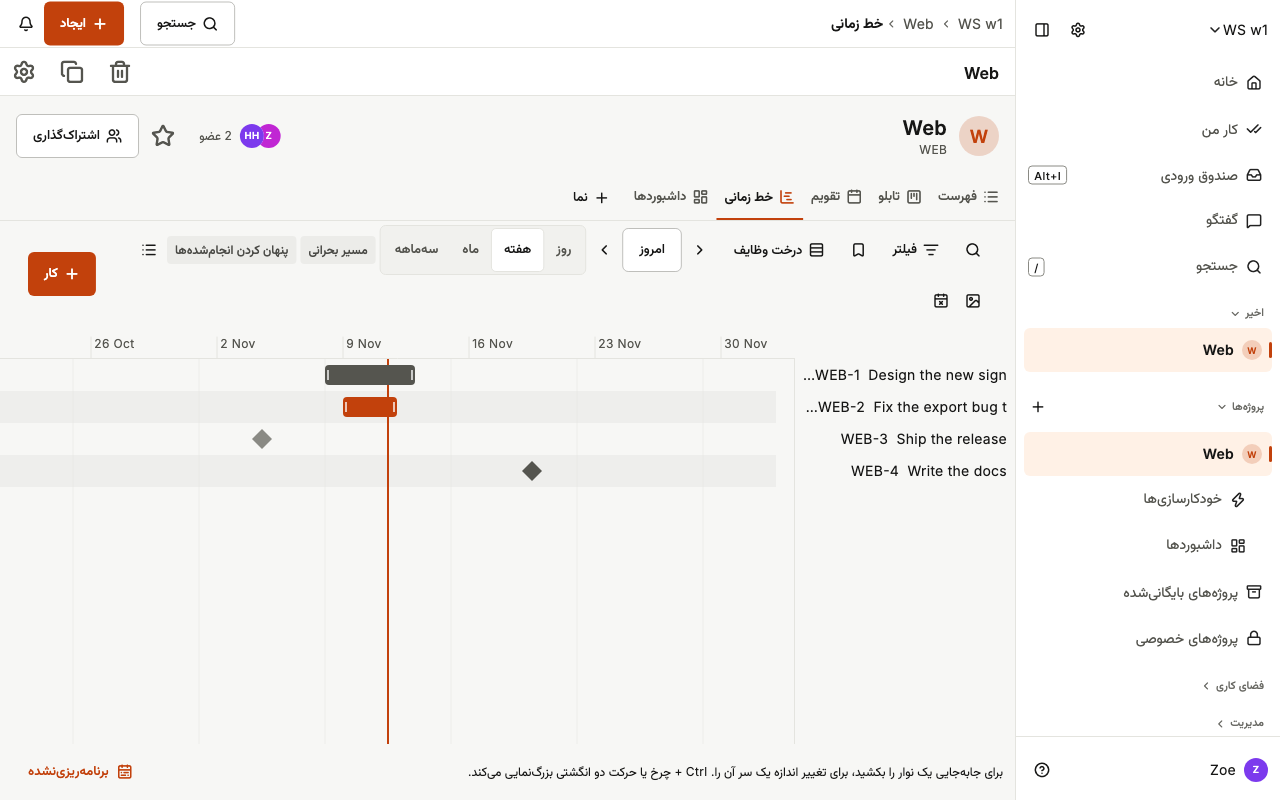 WS w1
خانه
کار من
صندوق ورودی
Alt+I
گفتگو
جستجو
/
اخیر
W Web
پروژه‌ها
W Web
خودکارسازی‌ها
داشبوردها
پروژه‌های بایگانی‌شده
پروژه‌های خصوصی
فضای کاری
مدیریت
Z Zoe
WS w1 › Web › خط زمانی
جستجو
ایجاد
Web
W Web
WEB
Z HH
2 عضو
اشتراک‌گذاری
فهرست
تابلو
تقویم
خط زمانی
داشبوردها
نما
فیلتر
درخت وظایف
امروز
روز
هفته
ماه
سه‌ماهه
مسیر بحرانی
پنهان کردن انجام‌شده‌ها
کار
26 Oct
2 Nov
9 Nov
16 Nov
23 Nov
30 Nov
WEB-1 Design the new sign...
WEB-2 Fix the export bug t...
WEB-3 Ship the release
WEB-4 Write the docs
برای جابه‌جایی یک نوار را بکشید، برای تغییر اندازه یک سر آن را. Ctrl + چرخ یا حرکت دو انگشتی بزرگ‌نمایی می‌کند.
برنامه‌ریزی‌نشده